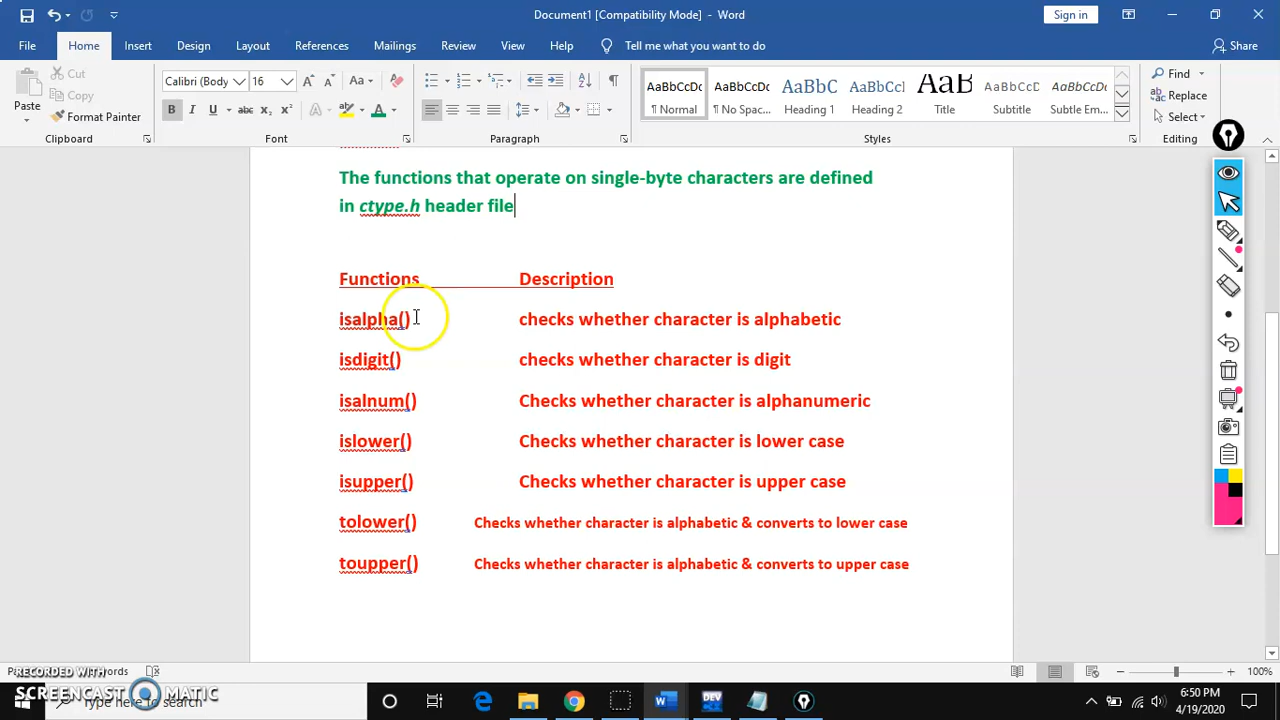 Document1 [Compatibility Mode] - Word
Sign in
File Home Insert Design Layout References Mailings Review View Help Tell me what you want to do Share
Cut
Copy
Format Painter
Paste
Calibri (Body 16
AaBbCcDc AaBbCcDc AaBbC AaBbCcI AaB AaBbCcD AaBbCcDı
¶ Normal ¶ No Spac... Heading 1 Heading 2 Title Subtitle Subtle Em...
Find
Replace
Select
Clipboard Font Paragraph Styles Editing
The functions that operate on single-byte characters are defined
in ctype.h header file
Functions Description
isalpha() checks whether character is alphabetic
isdigit() checks whether character is digit
isalnum() Checks whether character is alphanumeric
islower() Checks whether character is lower case
isupper() Checks whether character is upper case
tolower() Checks whether character is alphabetic & converts to lower case
toupper() Checks whether character is alphabetic & converts to upper case
RECORDED WITH
SCREENCAST MATIC
100%
to search
DEV
6:50 PM
4/19/2020